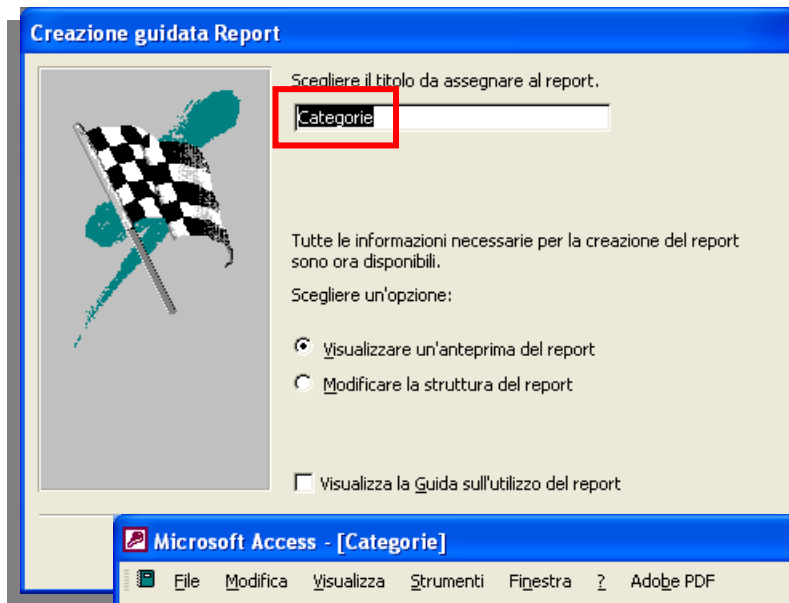 Creazione guidata Report
Scegliere il titolo da assegnare al report.
Categorie
Tutte le informazioni necessarie per la creazione del report
sono ora disponibili.
Scegliere un'opzione:
Visualizzare un'anteprima del report
Modificare la struttura del report
Visualizza la Guida sull'utilizzo del report
Microsoft Access - [Categorie]
File Modifica Visualizza Strumenti Finestra ? Adobe PDF